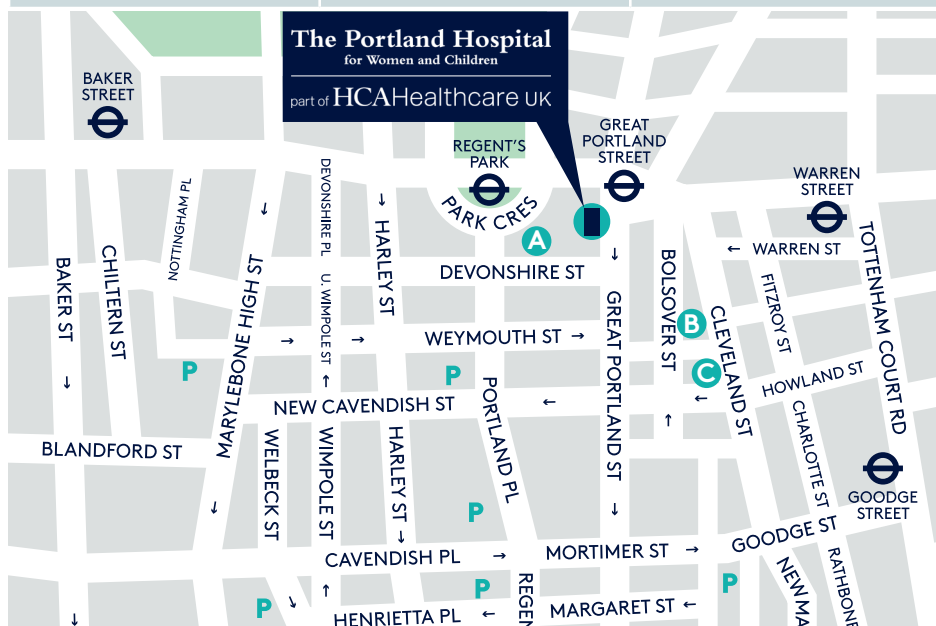 The Portland Hospital
for Women and Children
part of HCAHealthcare UK
BAKER
STREET
REGENT'S
PARK
GREAT
PORTLAND
STREET
WARREN
STREET
PARK CRES
A
NOTTINGHAM PL
DEVONSHIRE PL
HARLEY ST
WARREN ST
TOTTENHAM COURT RD
BAKER ST
CHILTERN ST
MARYLEBONE HIGH ST
U. WIMPOLE ST
DEVONSHIRE ST
GREAT PORTLAND ST
BOLSOVER ST
FITZROY ST
B
CLEVELAND ST
WEYMOUTH ST
P
P
C
HOWLAND ST
NEW CAVENDISH ST
PORTLAND PL
CHARLOTTE ST
BLANDFORD ST
WELBECK ST
WIMPOLE ST
HARLEY ST
GOODGE
STREET
P
CAVENDISH PL
MORTIMER ST
GOODGE ST
P
P
P
HENRIETTA PL
REGEN
MARGARET ST
NEW MA
RATHBONE